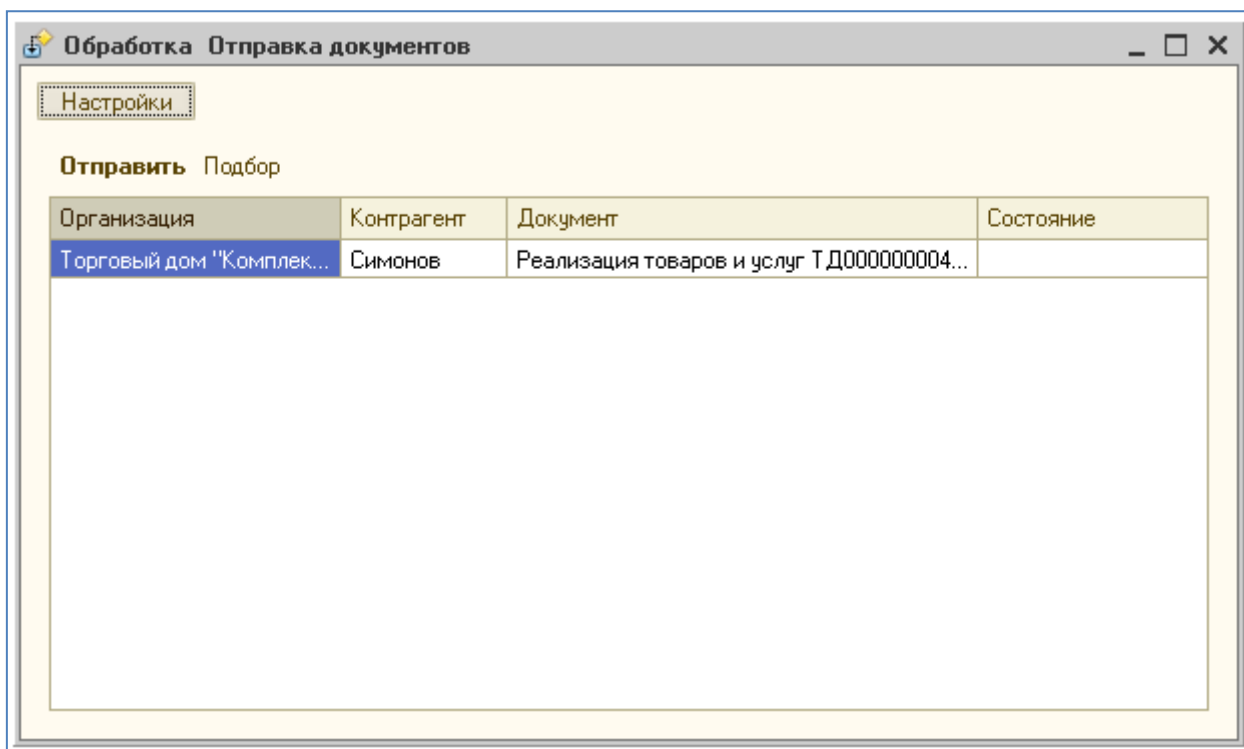 Обработка Отправка документов
Настройки
Отправить Подбор
Организация Контрагент Документ Состояние
Торговый дом "Комплек... Симонов Реализация товаров и услуг ТД000000004...